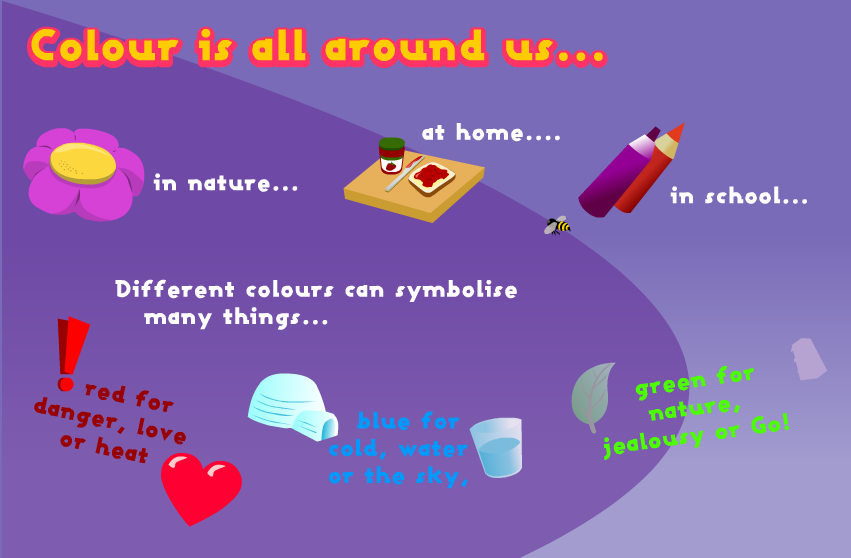 Colour is all around us...
at home....
in nature...
in school...
Different colours can symbolise
many things...
red for
danger, love
or heat
blue for
cold, water
or the sky,
green for
nature,
jealousy or Go!